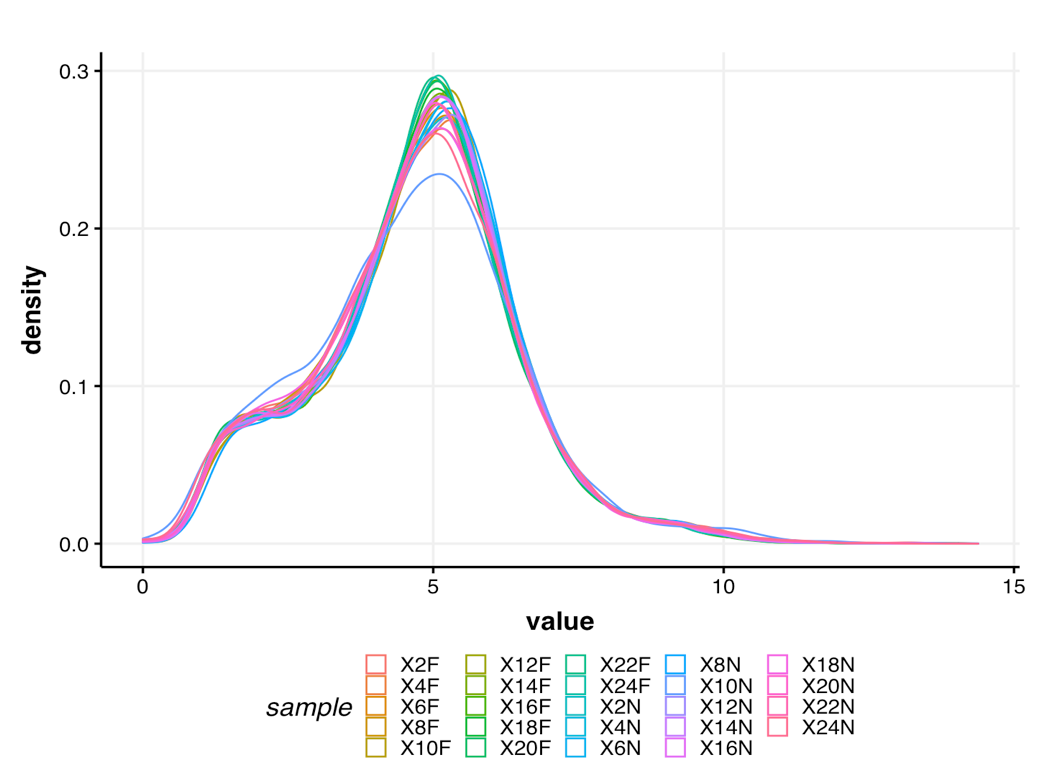 0.3
0.2
0.1
0.0
density
0 5 10 15
value
sample
X2F X12F X22F X8N X18N
X4F X14F X24F X10N X20N
X6F X16F X2N X12N X22N
X8F X18F X4N X14N X24N
X10F X20F X6N X16N